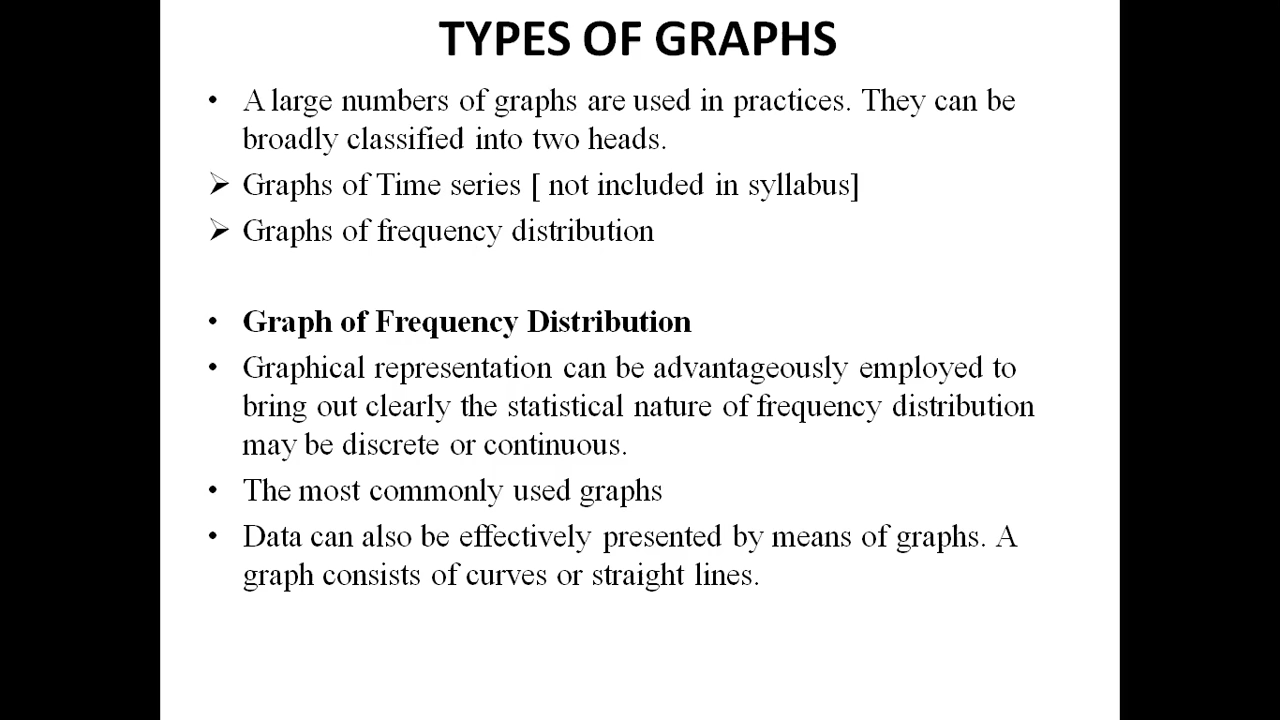 TYPES OF GRAPHS
• A large numbers of graphs are used in practices. They can be
broadly classified into two heads.
➢ Graphs of Time series [ not included in syllabus]
➢ Graphs of frequency distribution
• Graph of Frequency Distribution
• Graphical representation can be advantageously employed to
bring out clearly the statistical nature of frequency distribution
may be discrete or continuous.
• The most commonly used graphs
• Data can also be effectively presented by means of graphs. A
graph consists of curves or straight lines.